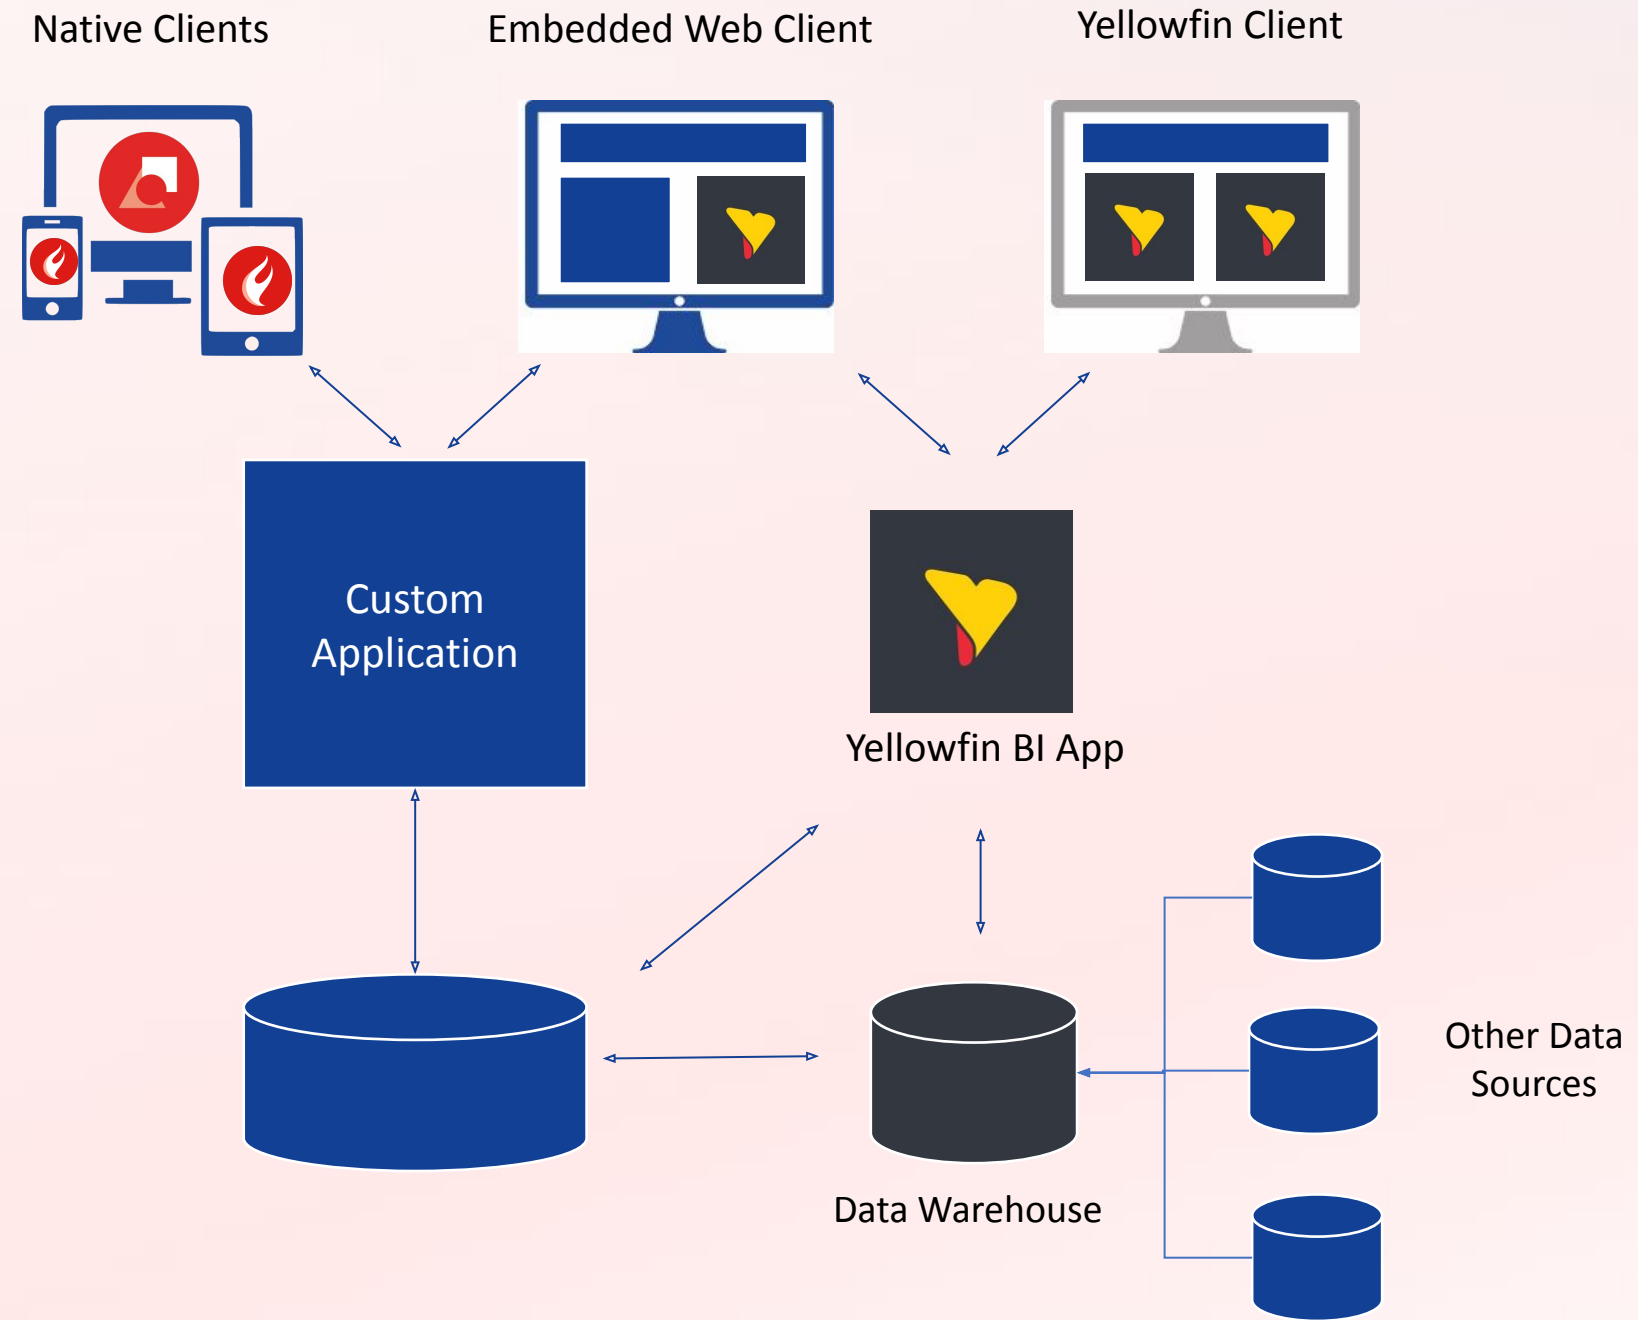 Native Clients
Embedded Web Client
Yellowfin Client
Custom
Application
Yellowfin BI App
Other Data
Sources
Data Warehouse